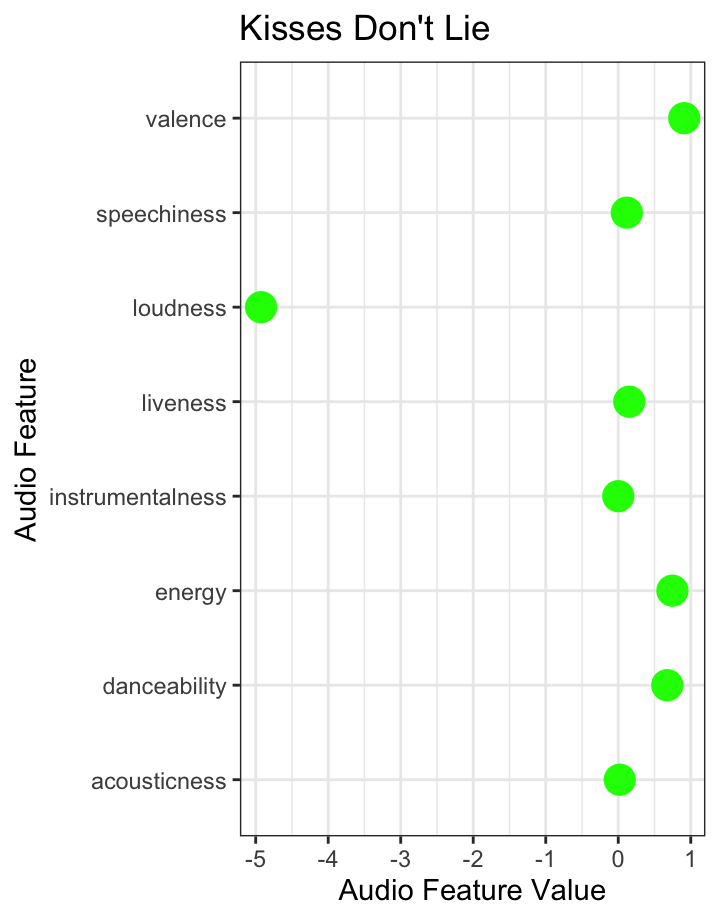 Kisses Don't Lie
valence
speechiness
loudness
liveness
instrumentalness
energy
danceability
acousticness
Audio Feature
-5 -4 -3 -2 -1 0 1
Audio Feature Value